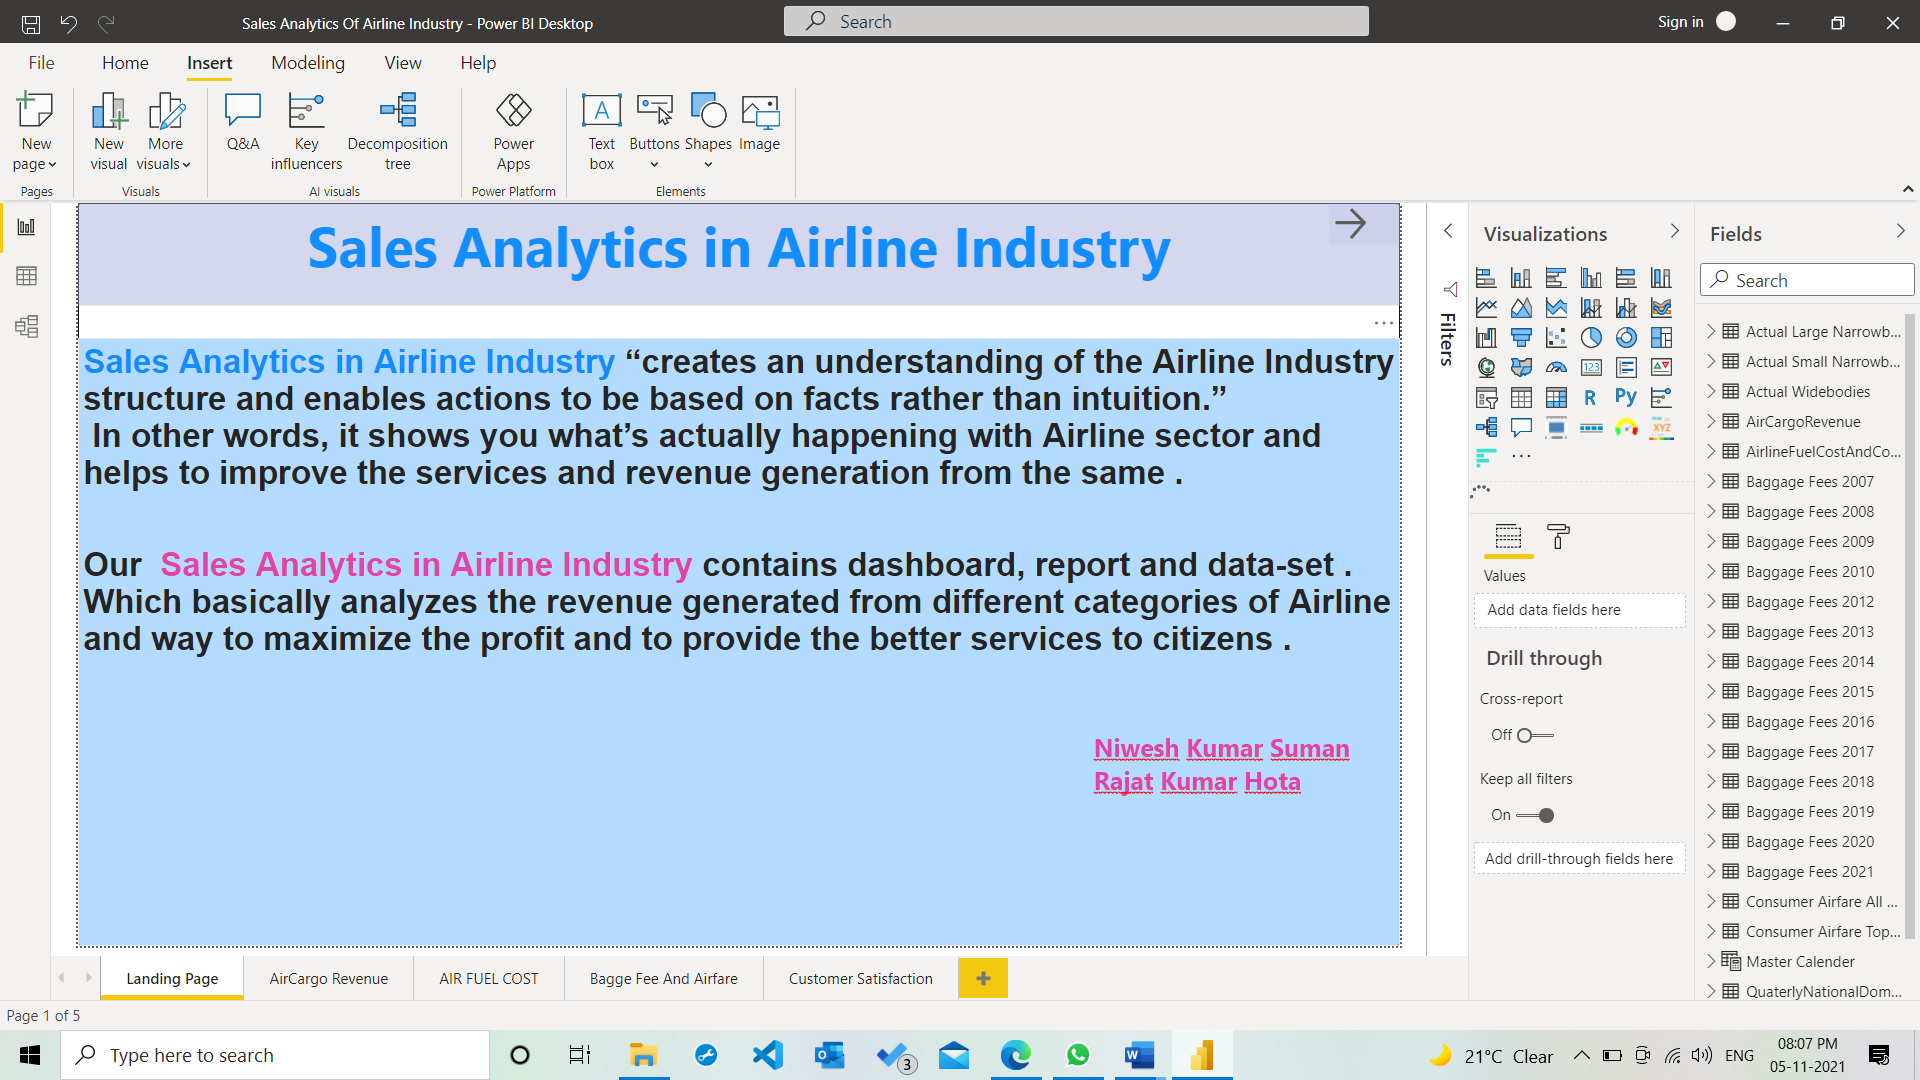 Sales Analytics Of Airline Industry - Power BI Desktop
Search
Sign in
File Home Insert Modeling View Help
New page
New visual
More visuals
Q&A
Key influencers
Decomposition tree
Power Apps
Text box
Buttons
Shapes
Image
Pages
Visuals
AI visuals
Power Platform
Elements
Sales Analytics in Airline Industry
Sales Analytics in Airline Industry “creates an understanding of the Airline Industry
structure and enables actions to be based on facts rather than intuition.”
In other words, it shows you what’s actually happening with Airline sector and
helps to improve the services and revenue generation from the same .
Our Sales Analytics in Airline Industry contains dashboard, report and data-set .
Which basically analyzes the revenue generated from different categories of Airline
and way to maximize the profit and to provide the better services to citizens .
Niwesh Kumar Suman
Rajat Kumar Hota
Filters
Visualizations
123
R
Py
XYZ
Values
Add data fields here
Drill through
Cross-report
Off
Keep all filters
On
Add drill-through fields here
Fields
Search
Actual Large Narrowb...
Actual Small Narrowb...
Actual Widebodies
AirCargoRevenue
AirlineFuelCostAndCo...
Baggage Fees 2007
Baggage Fees 2008
Baggage Fees 2009
Baggage Fees 2010
Baggage Fees 2012
Baggage Fees 2013
Baggage Fees 2014
Baggage Fees 2015
Baggage Fees 2016
Baggage Fees 2017
Baggage Fees 2018
Baggage Fees 2019
Baggage Fees 2020
Baggage Fees 2021
Consumer Airfare All ...
Consumer Airfare Top...
Master Calender
QuaterlyNationalDom...
Landing Page
AirCargo Revenue
AIR FUEL COST
Bagge Fee And Airfare
Customer Satisfaction
Page 1 of 5
Type here to search
3
21°C Clear
ENG
08:07 PM
05-11-2021